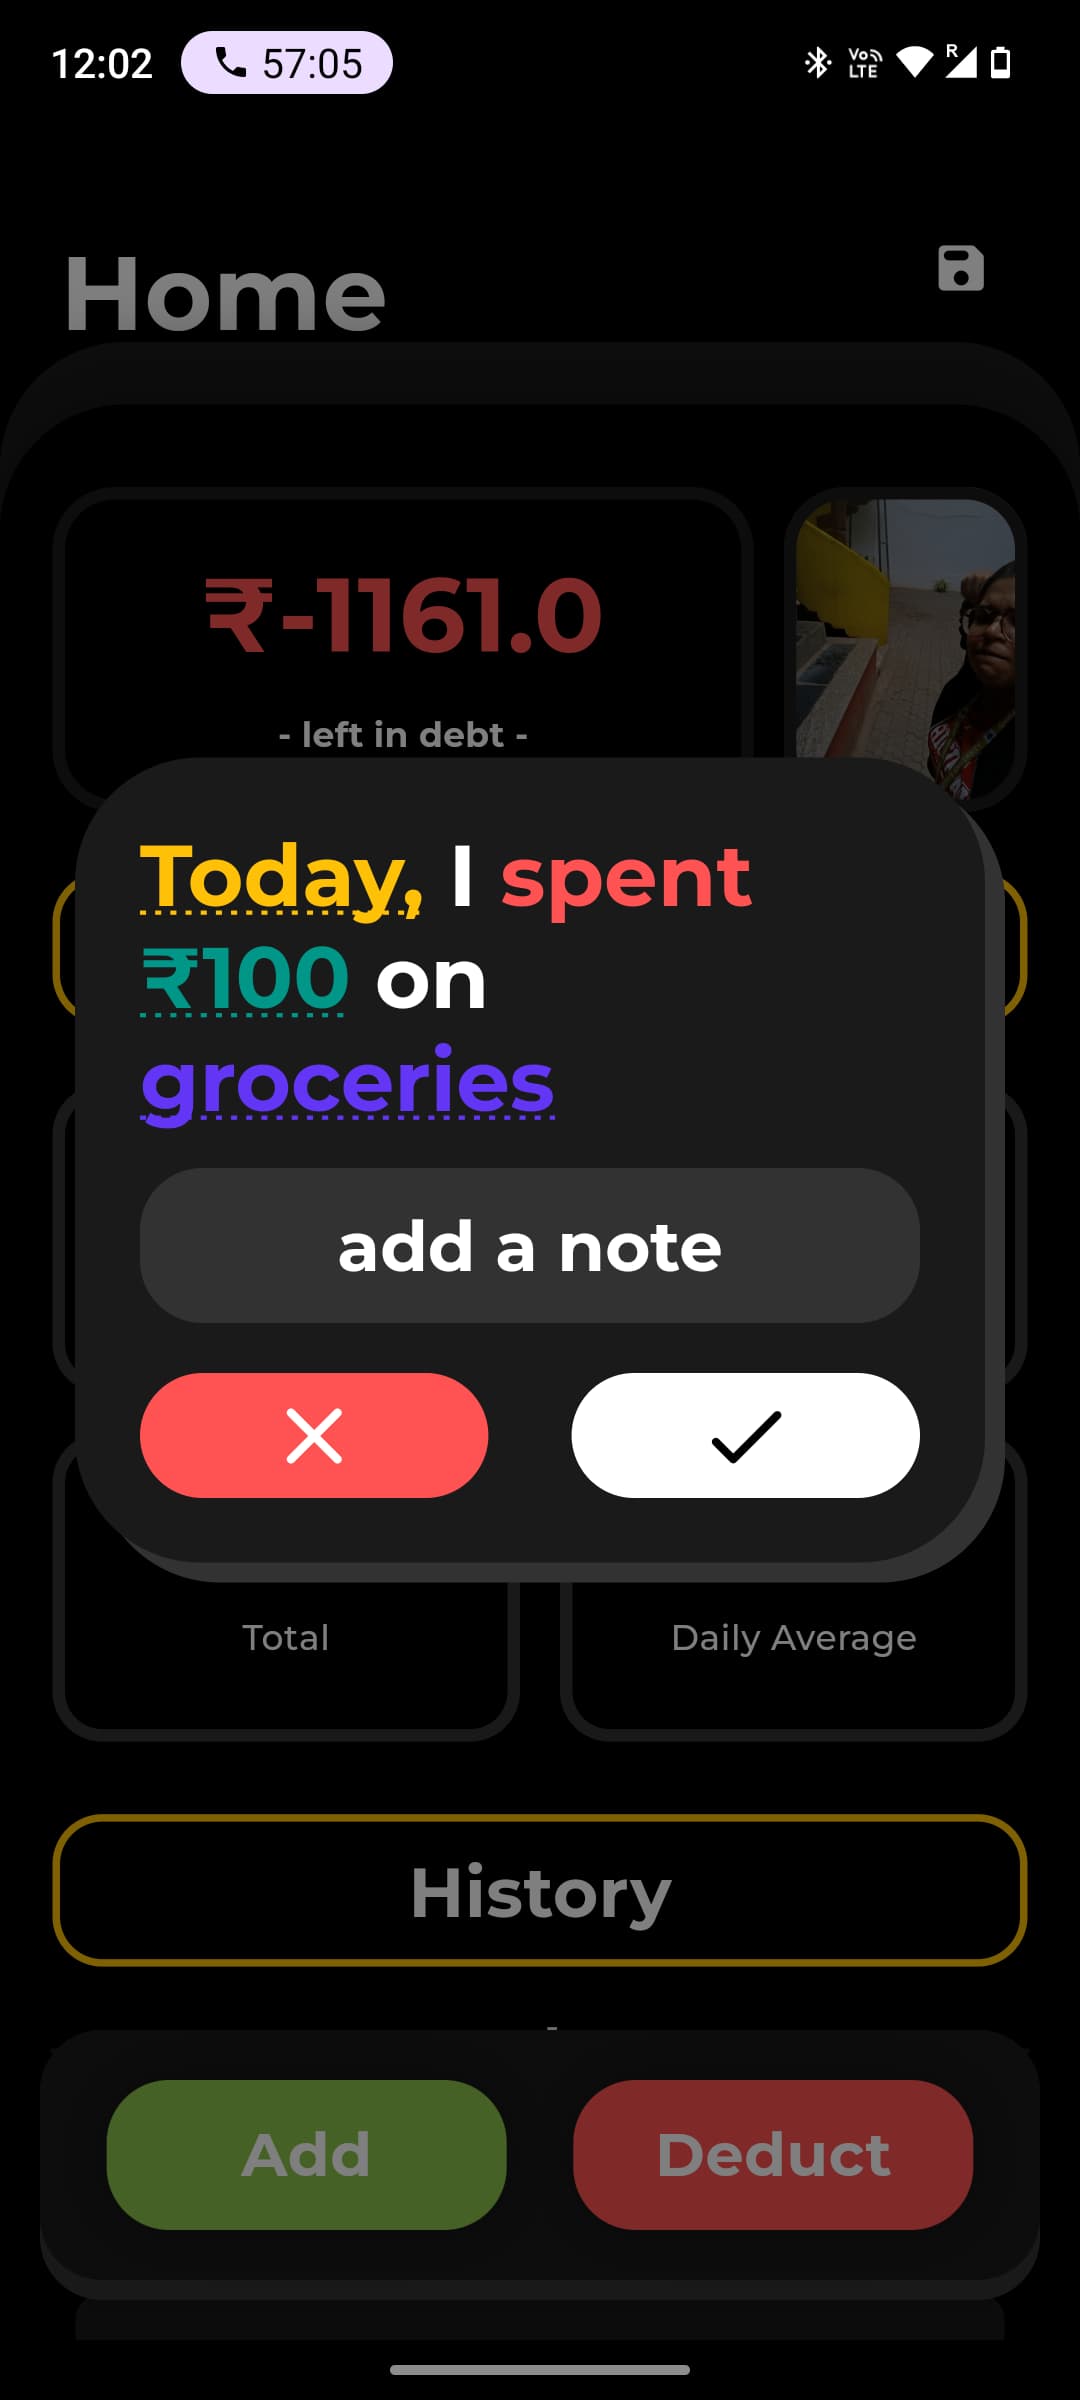 12:02 57:05 Vo LTE R
Home
₹-1161.0
- left in debt -
Today, I spent
₹100 on
groceries
add a note
Total
Daily Average
History
-
Add
Deduct